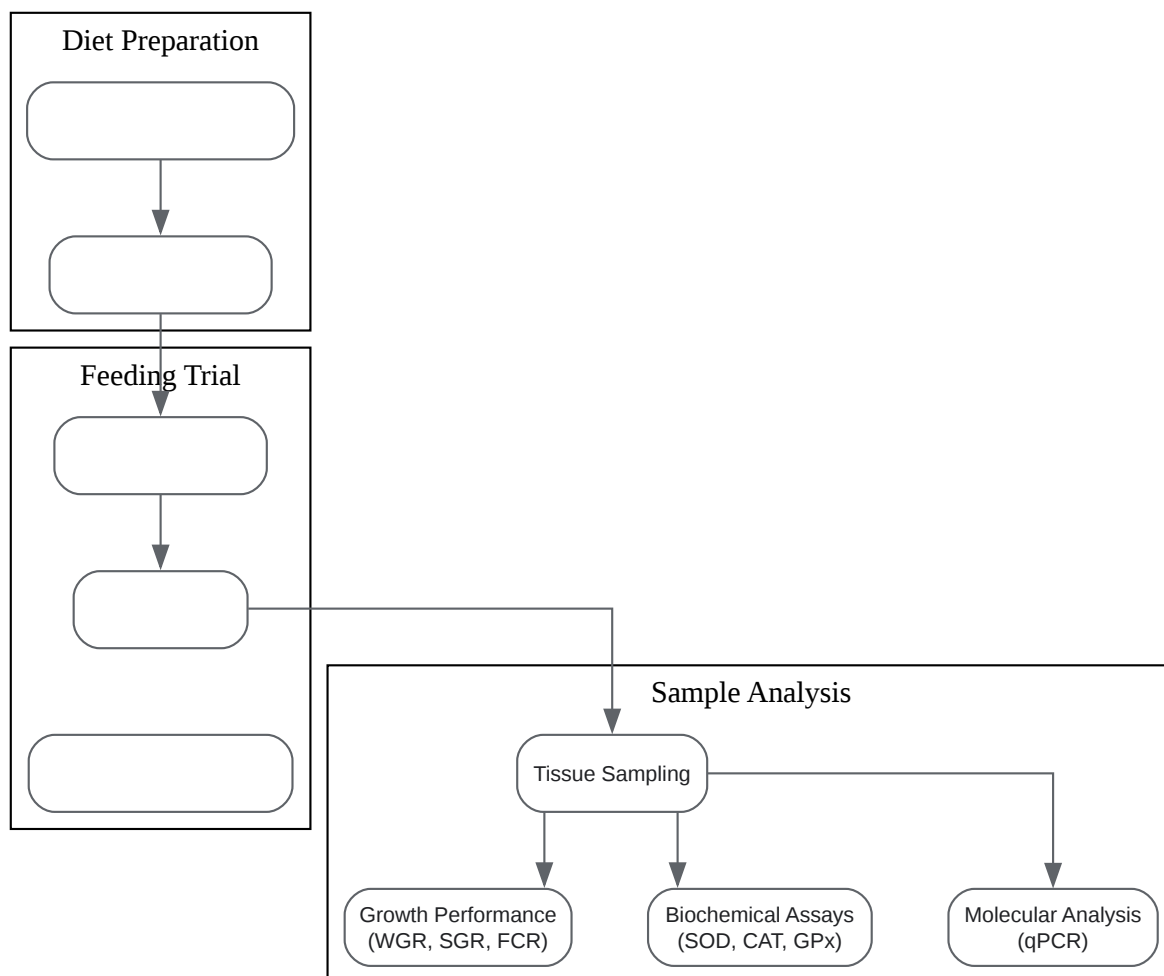 Diet Preparation
Feeding Trial
Sample Analysis
Tissue Sampling
Growth Performance
(WGR, SGR, FCR)
Biochemical Assays
(SOD, CAT, GPx)
Molecular Analysis
(qPCR)